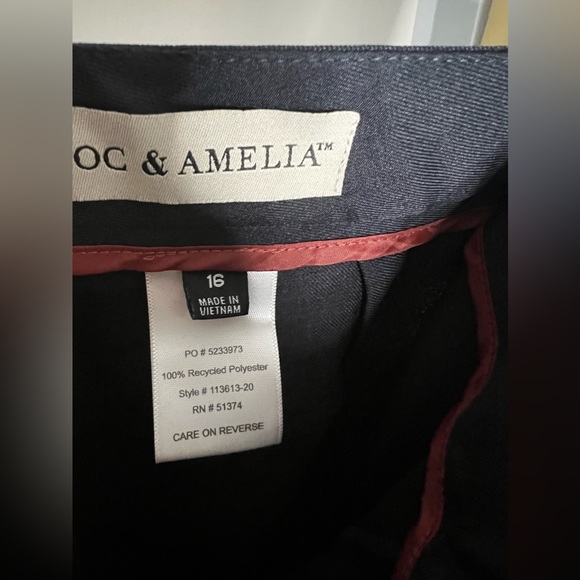 OC & AMELIA™
16
MADE IN
VIETNAM
PO # 5233973
100% Recycled Polyester
Style # 113613-20
RN # 51374
CARE ON REVERSE